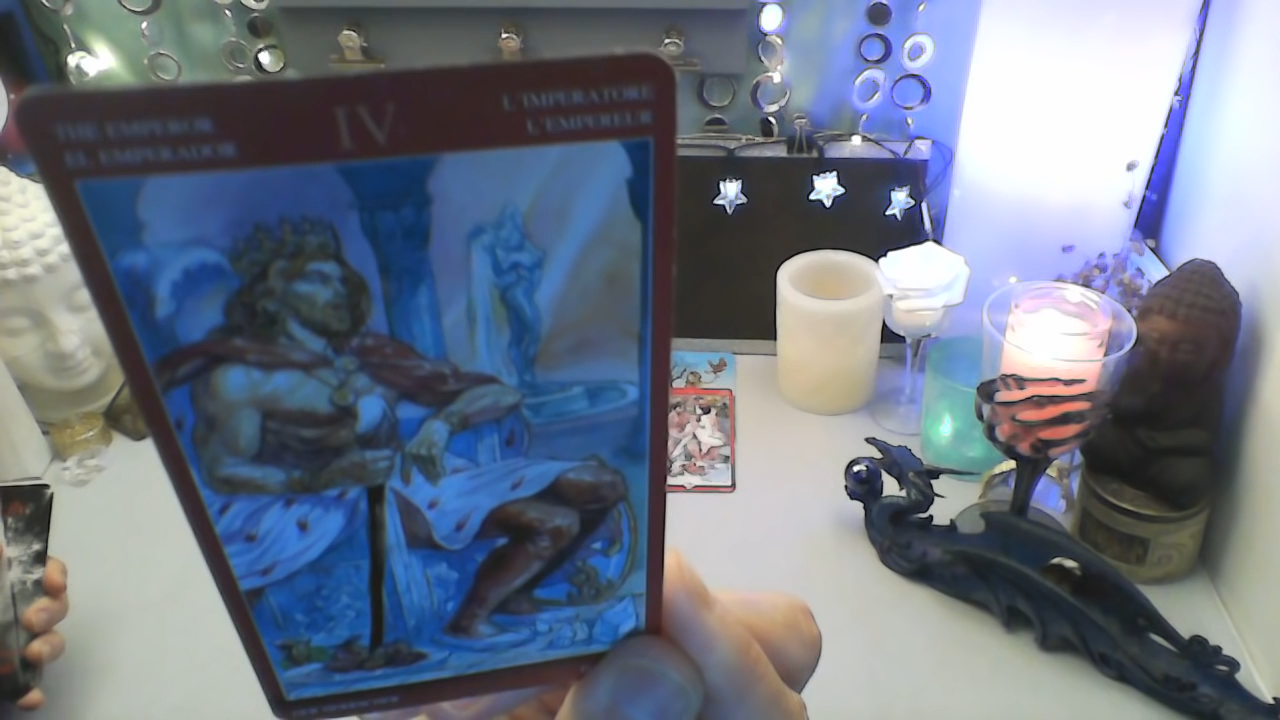 THE EMPEROR
EL EMPERADOR
IV
L'IMPERATORE
L'EMPEREUR